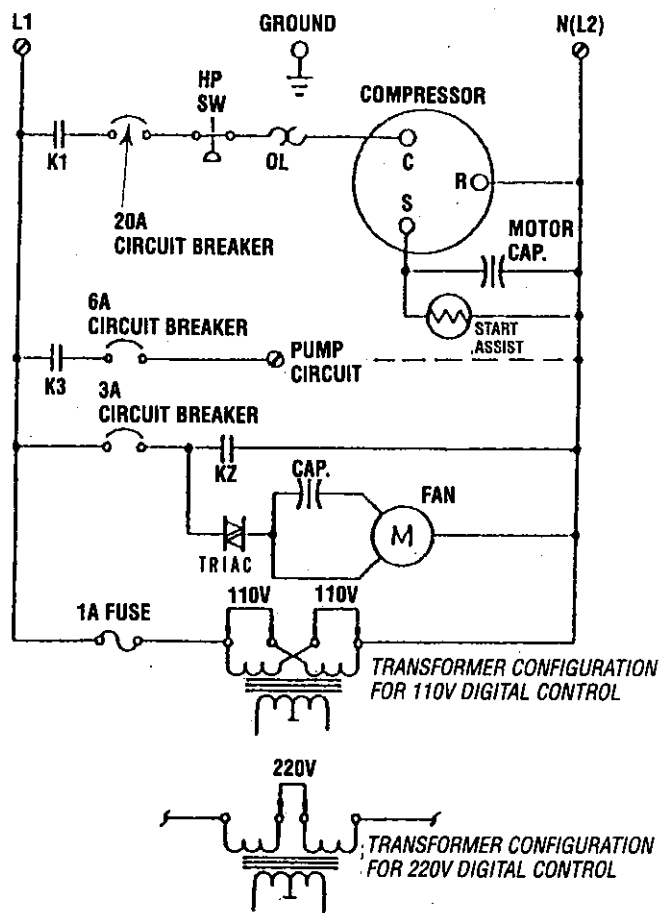 L1
GROUND
N(L2)
HP
SW
COMPRESSOR
K1
OL
C
R
S
20A
CIRCUIT BREAKER
MOTOR
CAP.
6A
CIRCUIT BREAKER
START
ASSIST
PUMP
CIRCUIT
K3
3A
CIRCUIT BREAKER
KZ
CAP.
FAN
M
TRIAC
110V
110V
1A FUSE
TRANSFORMER CONFIGURATION
FOR 110V DIGITAL CONTROL
220V
TRANSFORMER CONFIGURATION
FOR 220V DIGITAL CONTROL